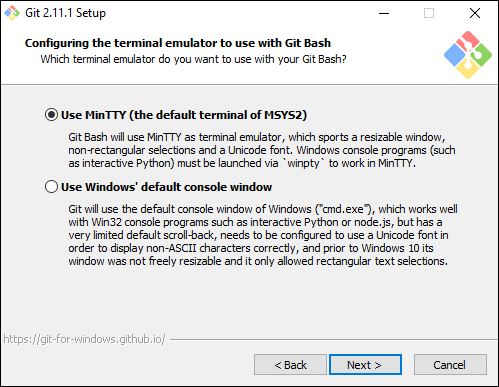 Git 2.11.1 Setup
Configuring the terminal emulator to use with Git Bash
Which terminal emulator do you want to use with your Git Bash?
Use MinTTY (the default terminal of MSYS2)
Git Bash will use MinTTY as terminal emulator, which sports a resizable window,
non-rectangular selections and a Unicode font. Windows console programs (such
as interactive Python) must be launched via `winpty` to work in MinTTY.
Use Windows' default console window
Git will use the default console window of Windows ("cmd.exe"), which works well
with Win32 console programs such as interactive Python or node.js, but has a
very limited default scroll-back, needs to be configured to use a Unicode font in
order to display non-ASCII characters correctly, and prior to Windows 10 its
window was not freely resizable and it only allowed rectangular text selections.
https://git-for-windows.github.io/
< Back
Next >
Cancel